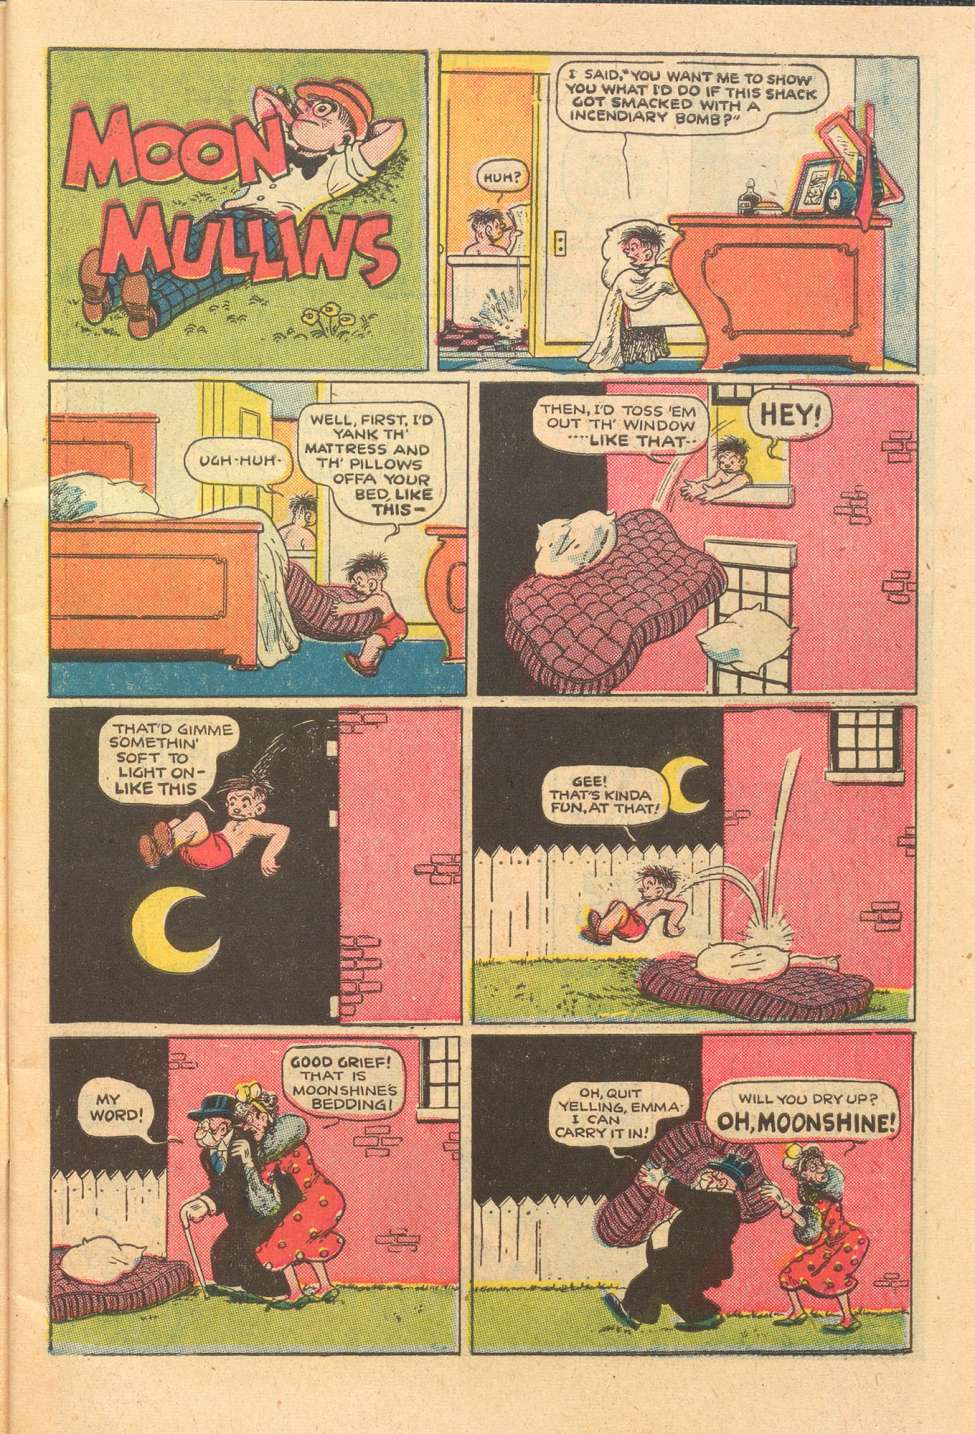 MOON
MULLINS
I SAID, "YOU WANT ME TO SHOW
YOU WHAT I'D DO IF THIS SHACK
GOT SMACKED WITH A
INCENDIARY BOMB?"
HUH?
UGH-HUH-
WELL, FIRST, I'D
YANK TH'
MATTRESS AND
TH' PILLOWS
OFFA YOUR
BED, LIKE
THIS-
THEN, I'D TOSS 'EM
OUT 'TH' WINDOW
....LIKE THAT--
HEY!
THAT'D GIMME
SOMETHIN'
SOFT TO
LIGHT ON-
LIKE THIS
GEE!
THAT'S KINDA
FUN, AT THAT!
MY
WORD!
GOOD GRIEF!
THAT IS
MOONSHINE'S
BEDDING!
OH, QUIT
YELLING, EMMA-
I CAN
CARRY IT IN!
WILL YOU DRY UP?
OH, MOONSHINE!